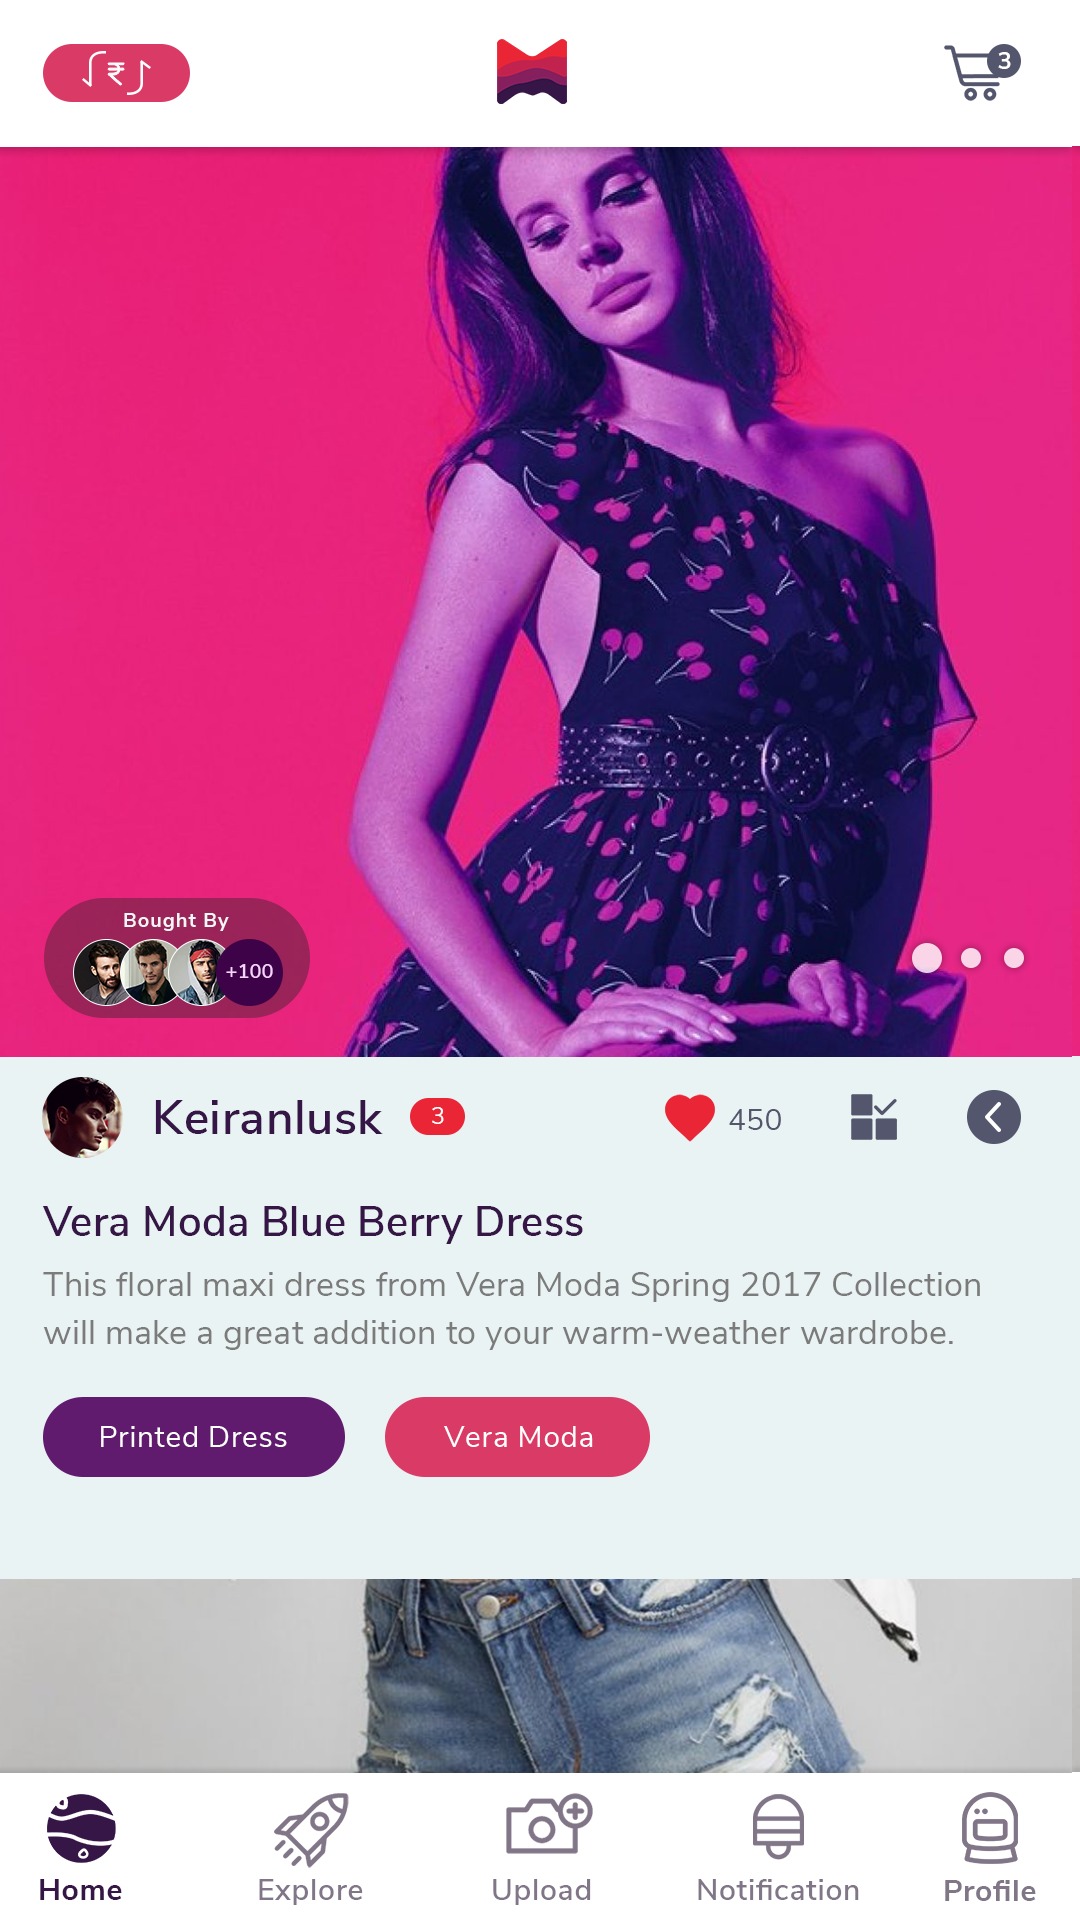 ₹
3
Bought By
+100
Keiranlusk
3
450
Vera Moda Blue Berry Dress
This floral maxi dress from Vera Moda Spring 2017 Collection
will make a great addition to your warm-weather wardrobe.
Printed Dress
Vera Moda
Home
Explore
Upload
Notification
Profile